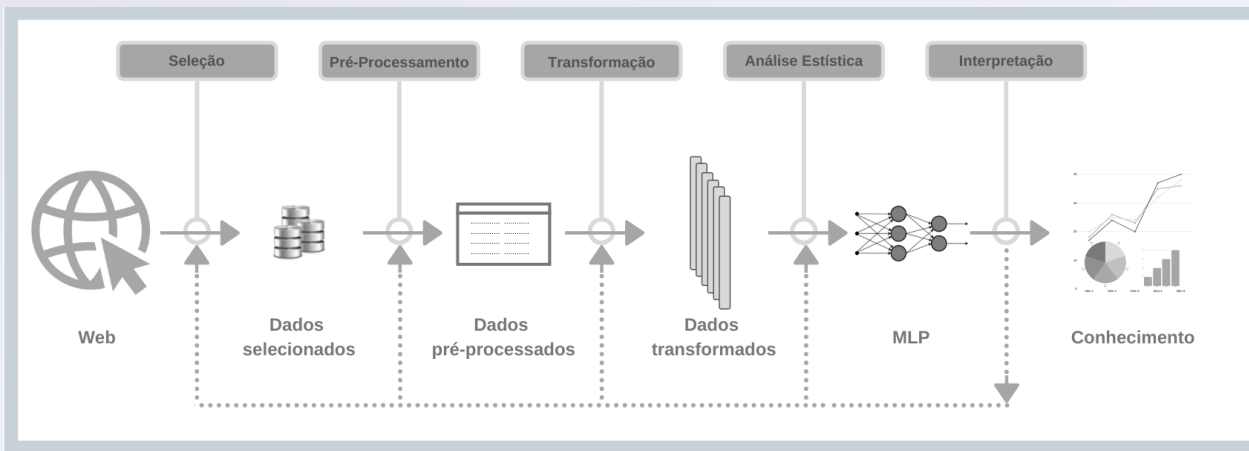 Seleção
Pré-Processamento
Transformação
Análise Estística
Interpretação
Web
Dados
selecionados
Dados
pré-processados
Dados
transformados
MLP
Conhecimento